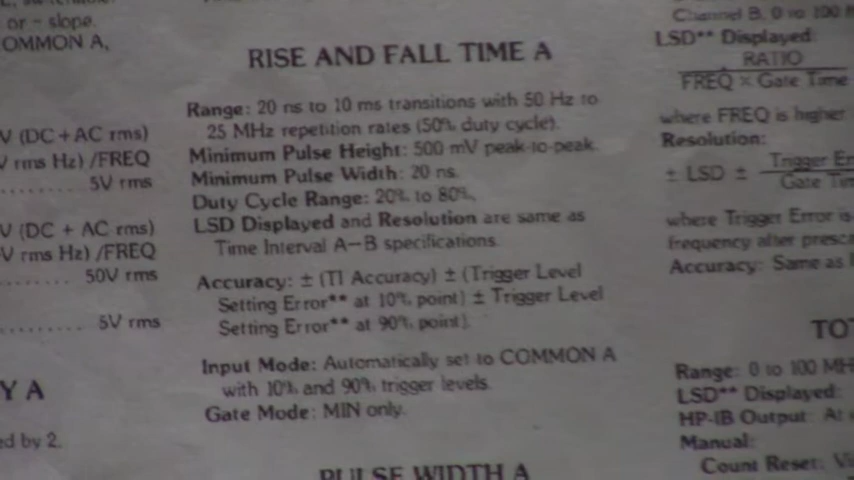 or - slope.
OMMON A,
V (DC + AC rms)
V rms Hz) /FREQ
......... 5V rms
V (DC + AC rms)
V rms Hz) /FREQ
......... 50V rms
......... 5V rms
Y A
ed by 2.
RISE AND FALL TIME A
Range: 20 ns to 10 ms transitions with 50 Hz to
25 MHz repetition rates (50% duty cycle).
Minimum Pulse Height: 500 mV peak-to-peak.
Minimum Pulse Width: 20 ns.
Duty Cycle Range: 20% to 80%.
LSD Displayed and Resolution are same as
Time Interval A—B specifications.
Accuracy: ± (TI Accuracy) ± (Trigger Level
Setting Error** at 10% point) ± Trigger Level
Setting Error** at 90% point).
Input Mode: Automatically set to COMMON A
with 10% and 90% trigger levels.
Gate Mode: MIN only.
PULSE WIDTH A
Channel B, 0 to 100
LSD** Displayed:
RATIO
FREQ × Gate Time
where FREQ is higher
Resolution:
± LSD ± Trigger Er
Gate Tim
where Trigger Error is
frequency after presc
Accuracy: Same as
TOT
Range: 0 to 100 MH
LSD** Displayed:
HP-IB Output: At
Manual:
Count Reset: